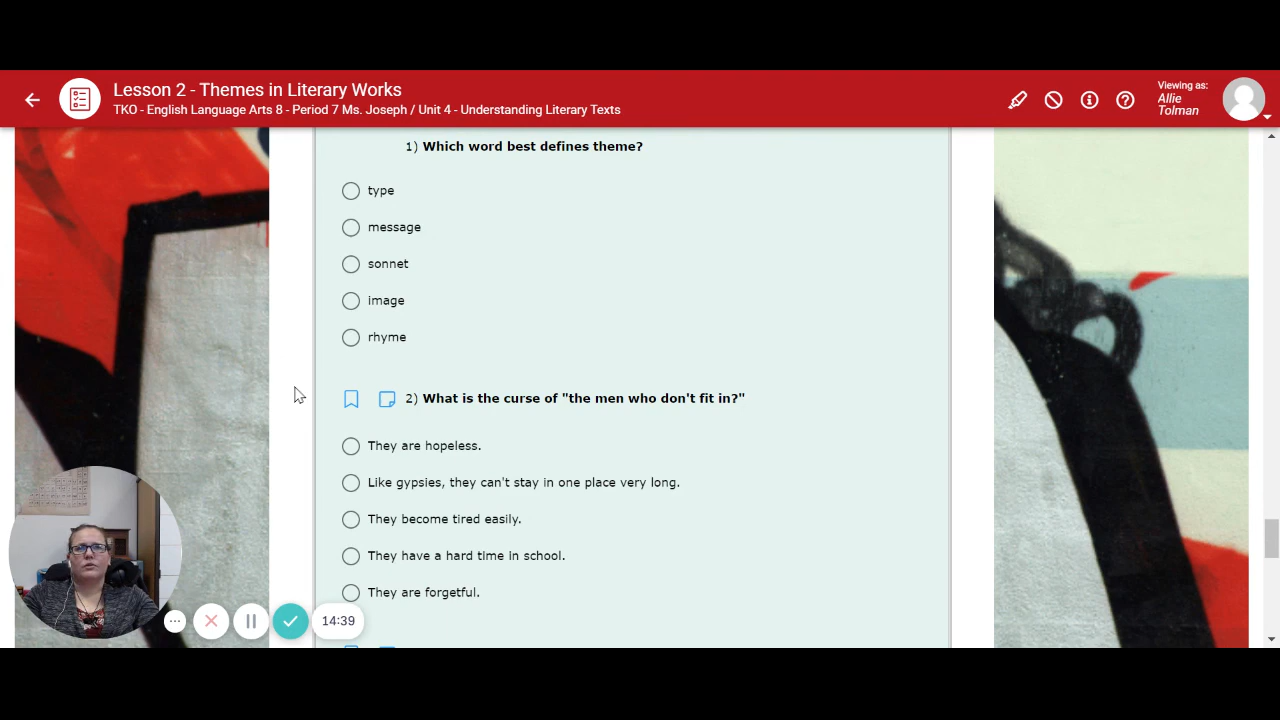 Lesson 2 - Themes in Literary Works
TKO - English Language Arts 8 - Period 7 Ms. Joseph / Unit 4 - Understanding Literary Texts
Viewing as:
Allie
Tolman
1) Which word best defines theme?
type
message
sonnet
image
rhyme
2) What is the curse of "the men who don't fit in?"
They are hopeless.
Like gypsies, they can't stay in one place very long.
They become tired easily.
They have a hard time in school.
They are forgetful.
14:39